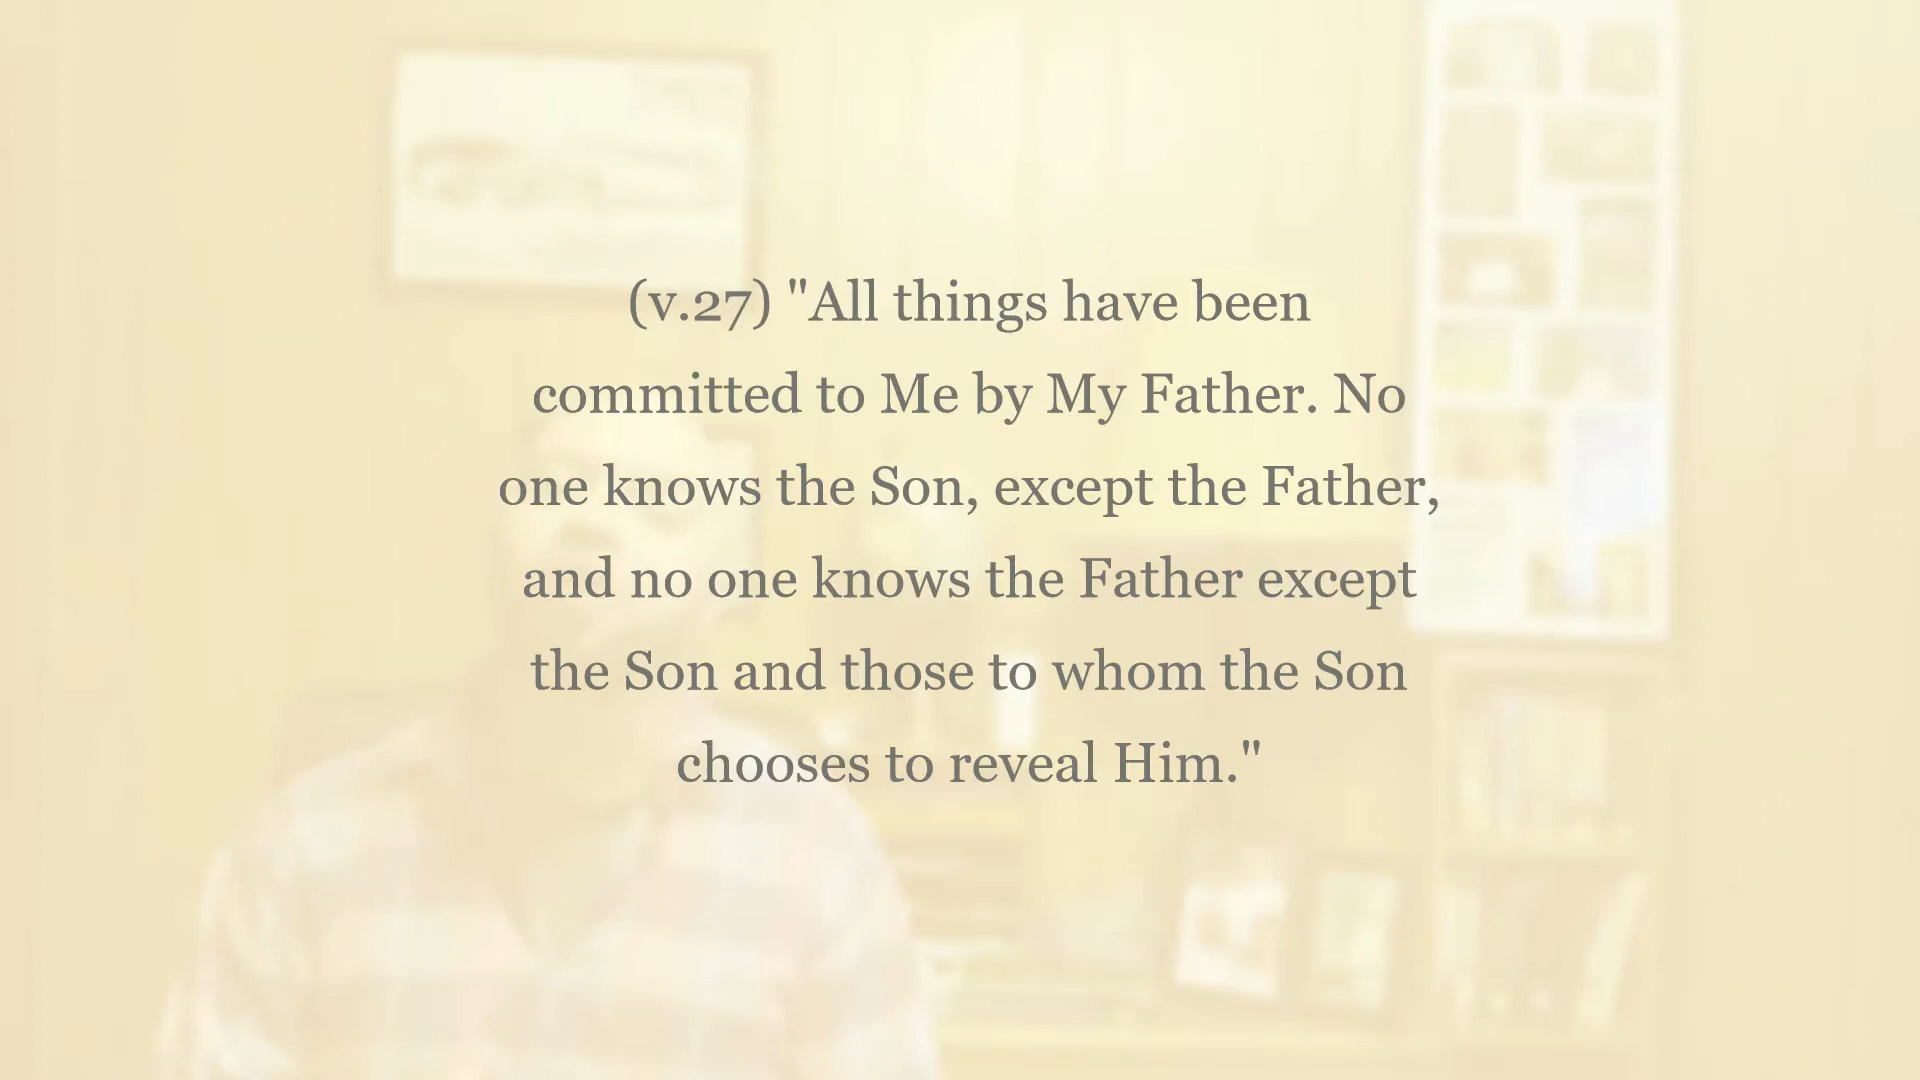 (v.27) "All things have been
committed to Me by My Father. No
one knows the Son, except the Father,
and no one knows the Father except
the Son and those to whom the Son
chooses to reveal Him."